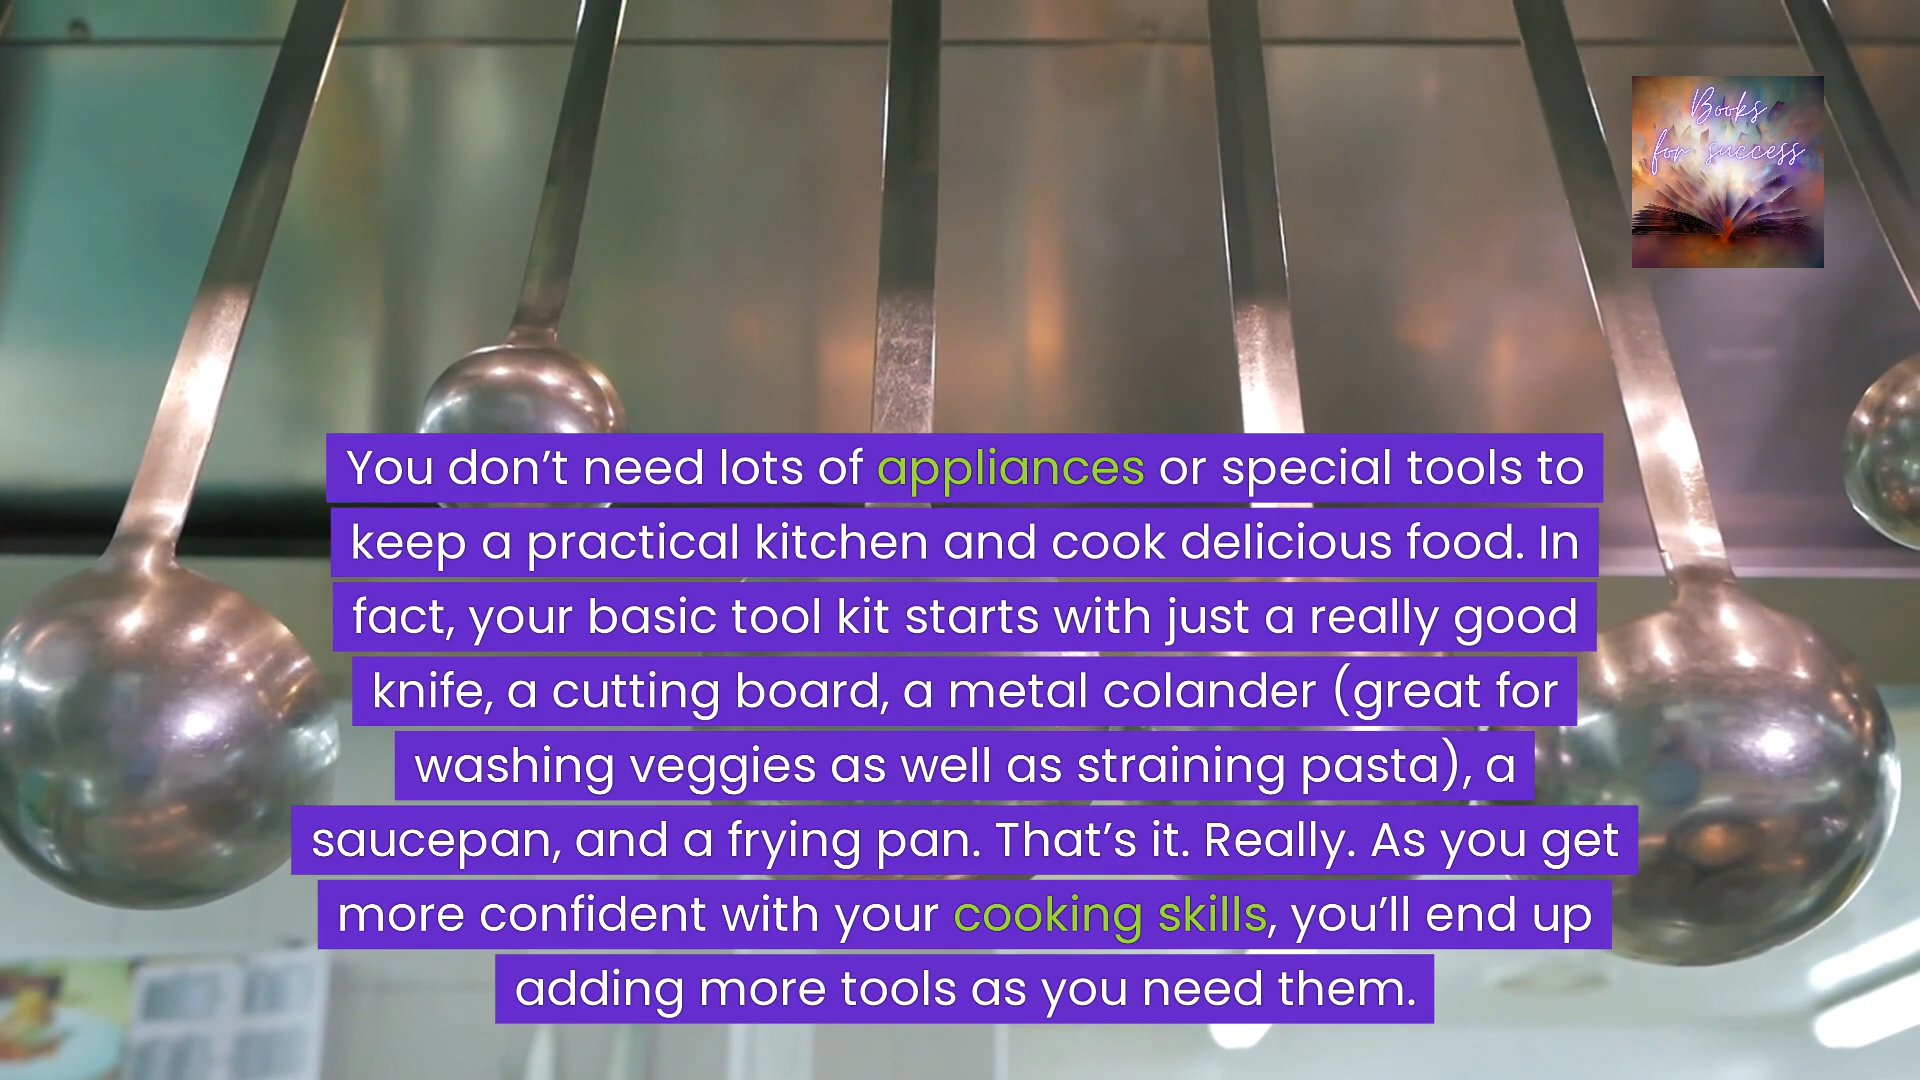 Books
for success
You don’t need lots of appliances or special tools to
keep a practical kitchen and cook delicious food. In
fact, your basic tool kit starts with just a really good
knife, a cutting board, a metal colander (great for
washing veggies as well as straining pasta), a
saucepan, and a frying pan. That’s it. Really. As you get
more confident with your cooking skills, you’ll end up
adding more tools as you need them.